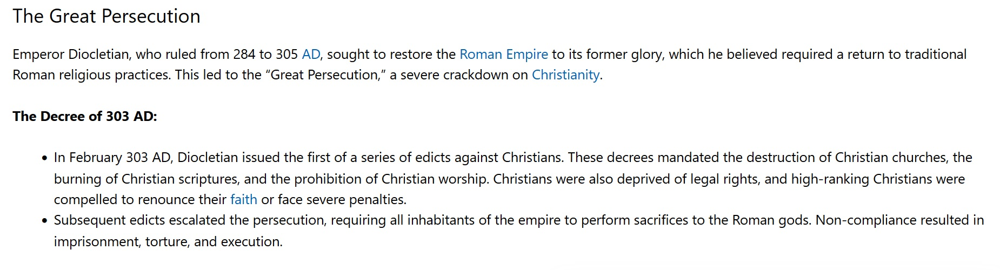 The Great Persecution
Emperor Diocletian, who ruled from 284 to 305 AD, sought to restore the Roman Empire to its former glory, which he believed required a return to traditional
Roman religious practices. This led to the “Great Persecution,” a severe crackdown on Christianity.
The Decree of 303 AD:
• In February 303 AD, Diocletian issued the first of a series of edicts against Christians. These decrees mandated the destruction of Christian churches, the
burning of Christian scriptures, and the prohibition of Christian worship. Christians were also deprived of legal rights, and high-ranking Christians were
compelled to renounce their faith or face severe penalties.
• Subsequent edicts escalated the persecution, requiring all inhabitants of the empire to perform sacrifices to the Roman gods. Non-compliance resulted in
imprisonment, torture, and execution.